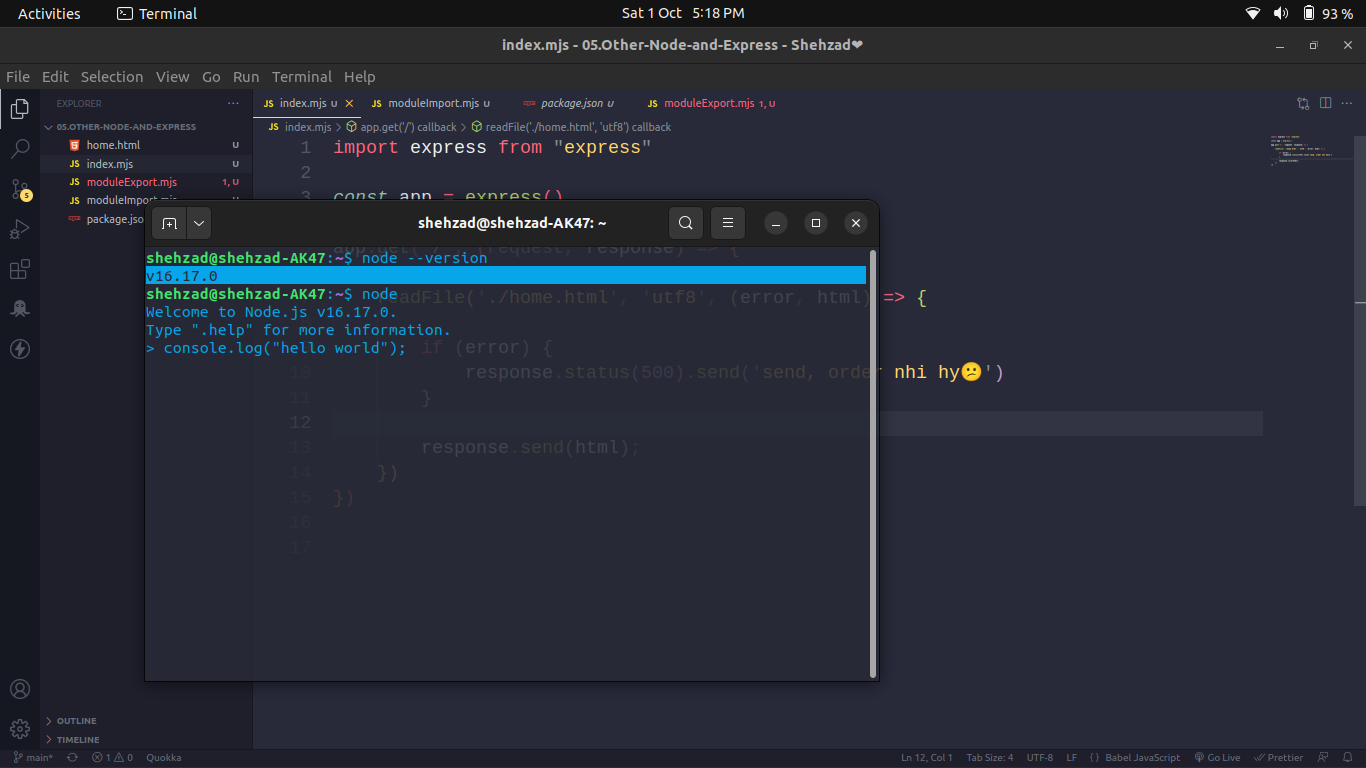 Activities Terminal Sat 1 Oct 5:18 PM 93 %
index.mjs - 05.Other-Node-and-Express - Shehzad❤
File Edit Selection View Go Run Terminal Help
EXPLORER ···
index.mjs U × moduleImport.mjs U package.json U moduleExport.mjs 1, U
05.OTHER-NODE-AND-EXPRESS
index.mjs > app.get('/') callback > readFile('./home.html', 'utf8') callback
home.html U
index.mjs U
moduleExport.mjs 1, U
moduleImport.mjs U
package.jso
1 import express from "express"
2
3 const app = express()
shehzad@shehzad-AK47: ~
app.get('/', (request, response) => {
shehzad@shehzad-AK47:~$ node --version
v16.17.0
shehzad@shehzad-AK47:~$ node
readFile('./home.html', 'utf8', (error, html) => {
Welcome to Node.js v16.17.0.
Type ".help" for more information.
> console.log("hello world");
if (error) {
10 response.status(500).send('send, order nhi hy😕')
11 }
12
13 response.send(html);
14 })
15 })
16
17
OUTLINE
TIMELINE
main* 1 0 Quokka Ln 12, Col 1 Tab Size: 4 UTF-8 LF { } Babel JavaScript Go Live Prettier
5